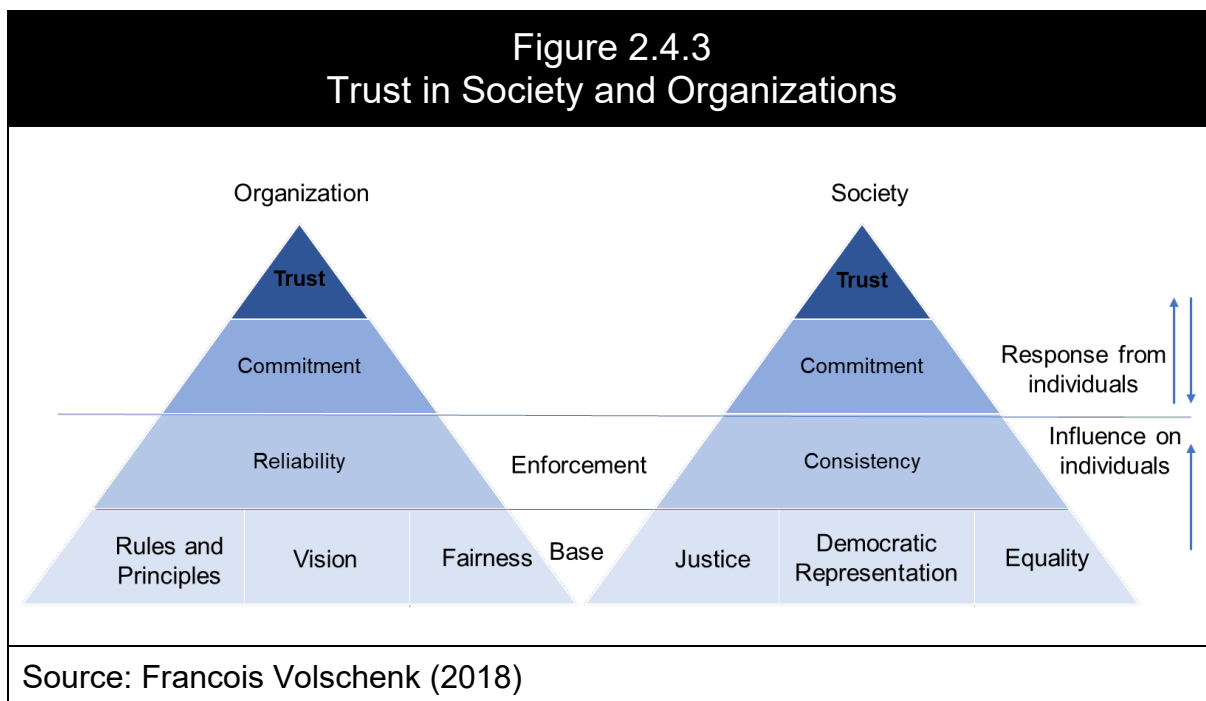 Figure 2.4.3
Trust in Society and Organizations
Organization
Society
Trust
Trust
Commitment
Commitment
Response from
individuals
Reliability
Enforcement
Consistency
Influence on
individuals
Rules and
Principles
Vision
Fairness
Base
Justice
Democratic
Representation
Equality
Source: Francois Volschenk (2018)